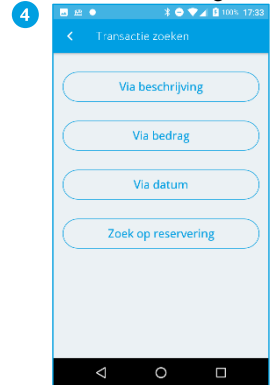 4
100% 17:33
Transactie zoeken
Via beschrijving
Via bedrag
Via datum
Zoek op reservering